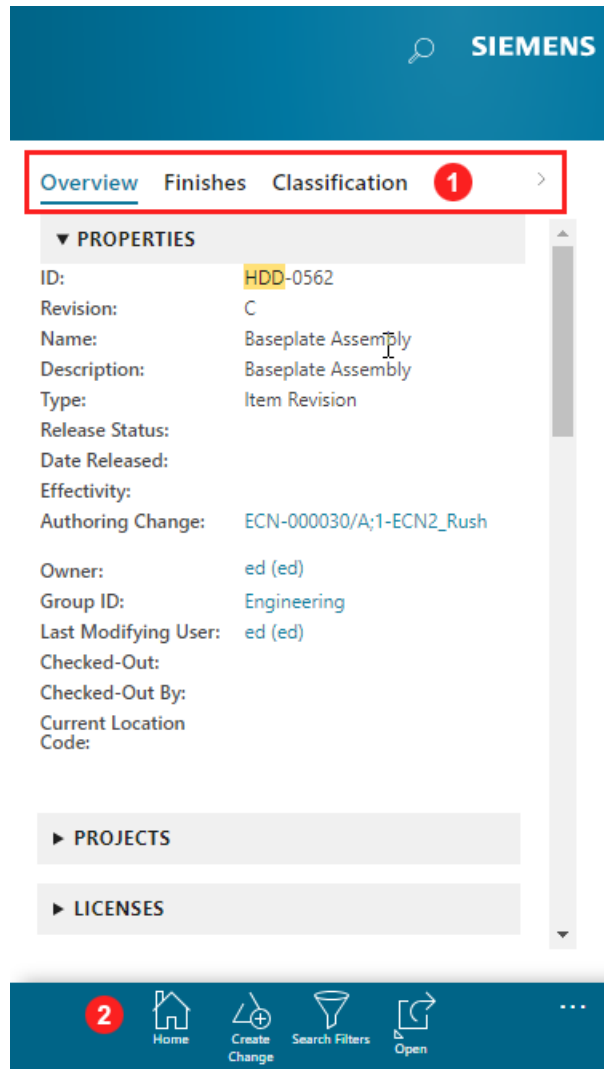 SIEMENS
Overview Finishes Classification 1
PROPERTIES
ID: HDD-0562
Revision: C
Name: Baseplate Assembly
Description: Baseplate Assembly
Type: Item Revision
Release Status:
Date Released:
Effectivity:
Authoring Change: ECN-000030/A;1-ECN2_Rush
Owner: ed (ed)
Group ID: Engineering
Last Modifying User: ed (ed)
Checked-Out:
Checked-Out By:
Current Location
Code:
PROJECTS
LICENSES
2 Home Create Search Filters Open ...
Change